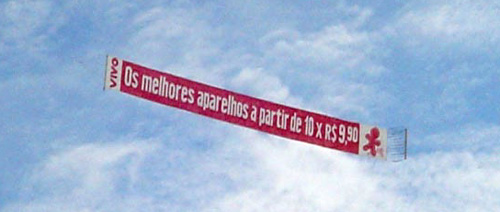 VIVO
Os melhores aparelhos a partir de 10 x R$ 9,90